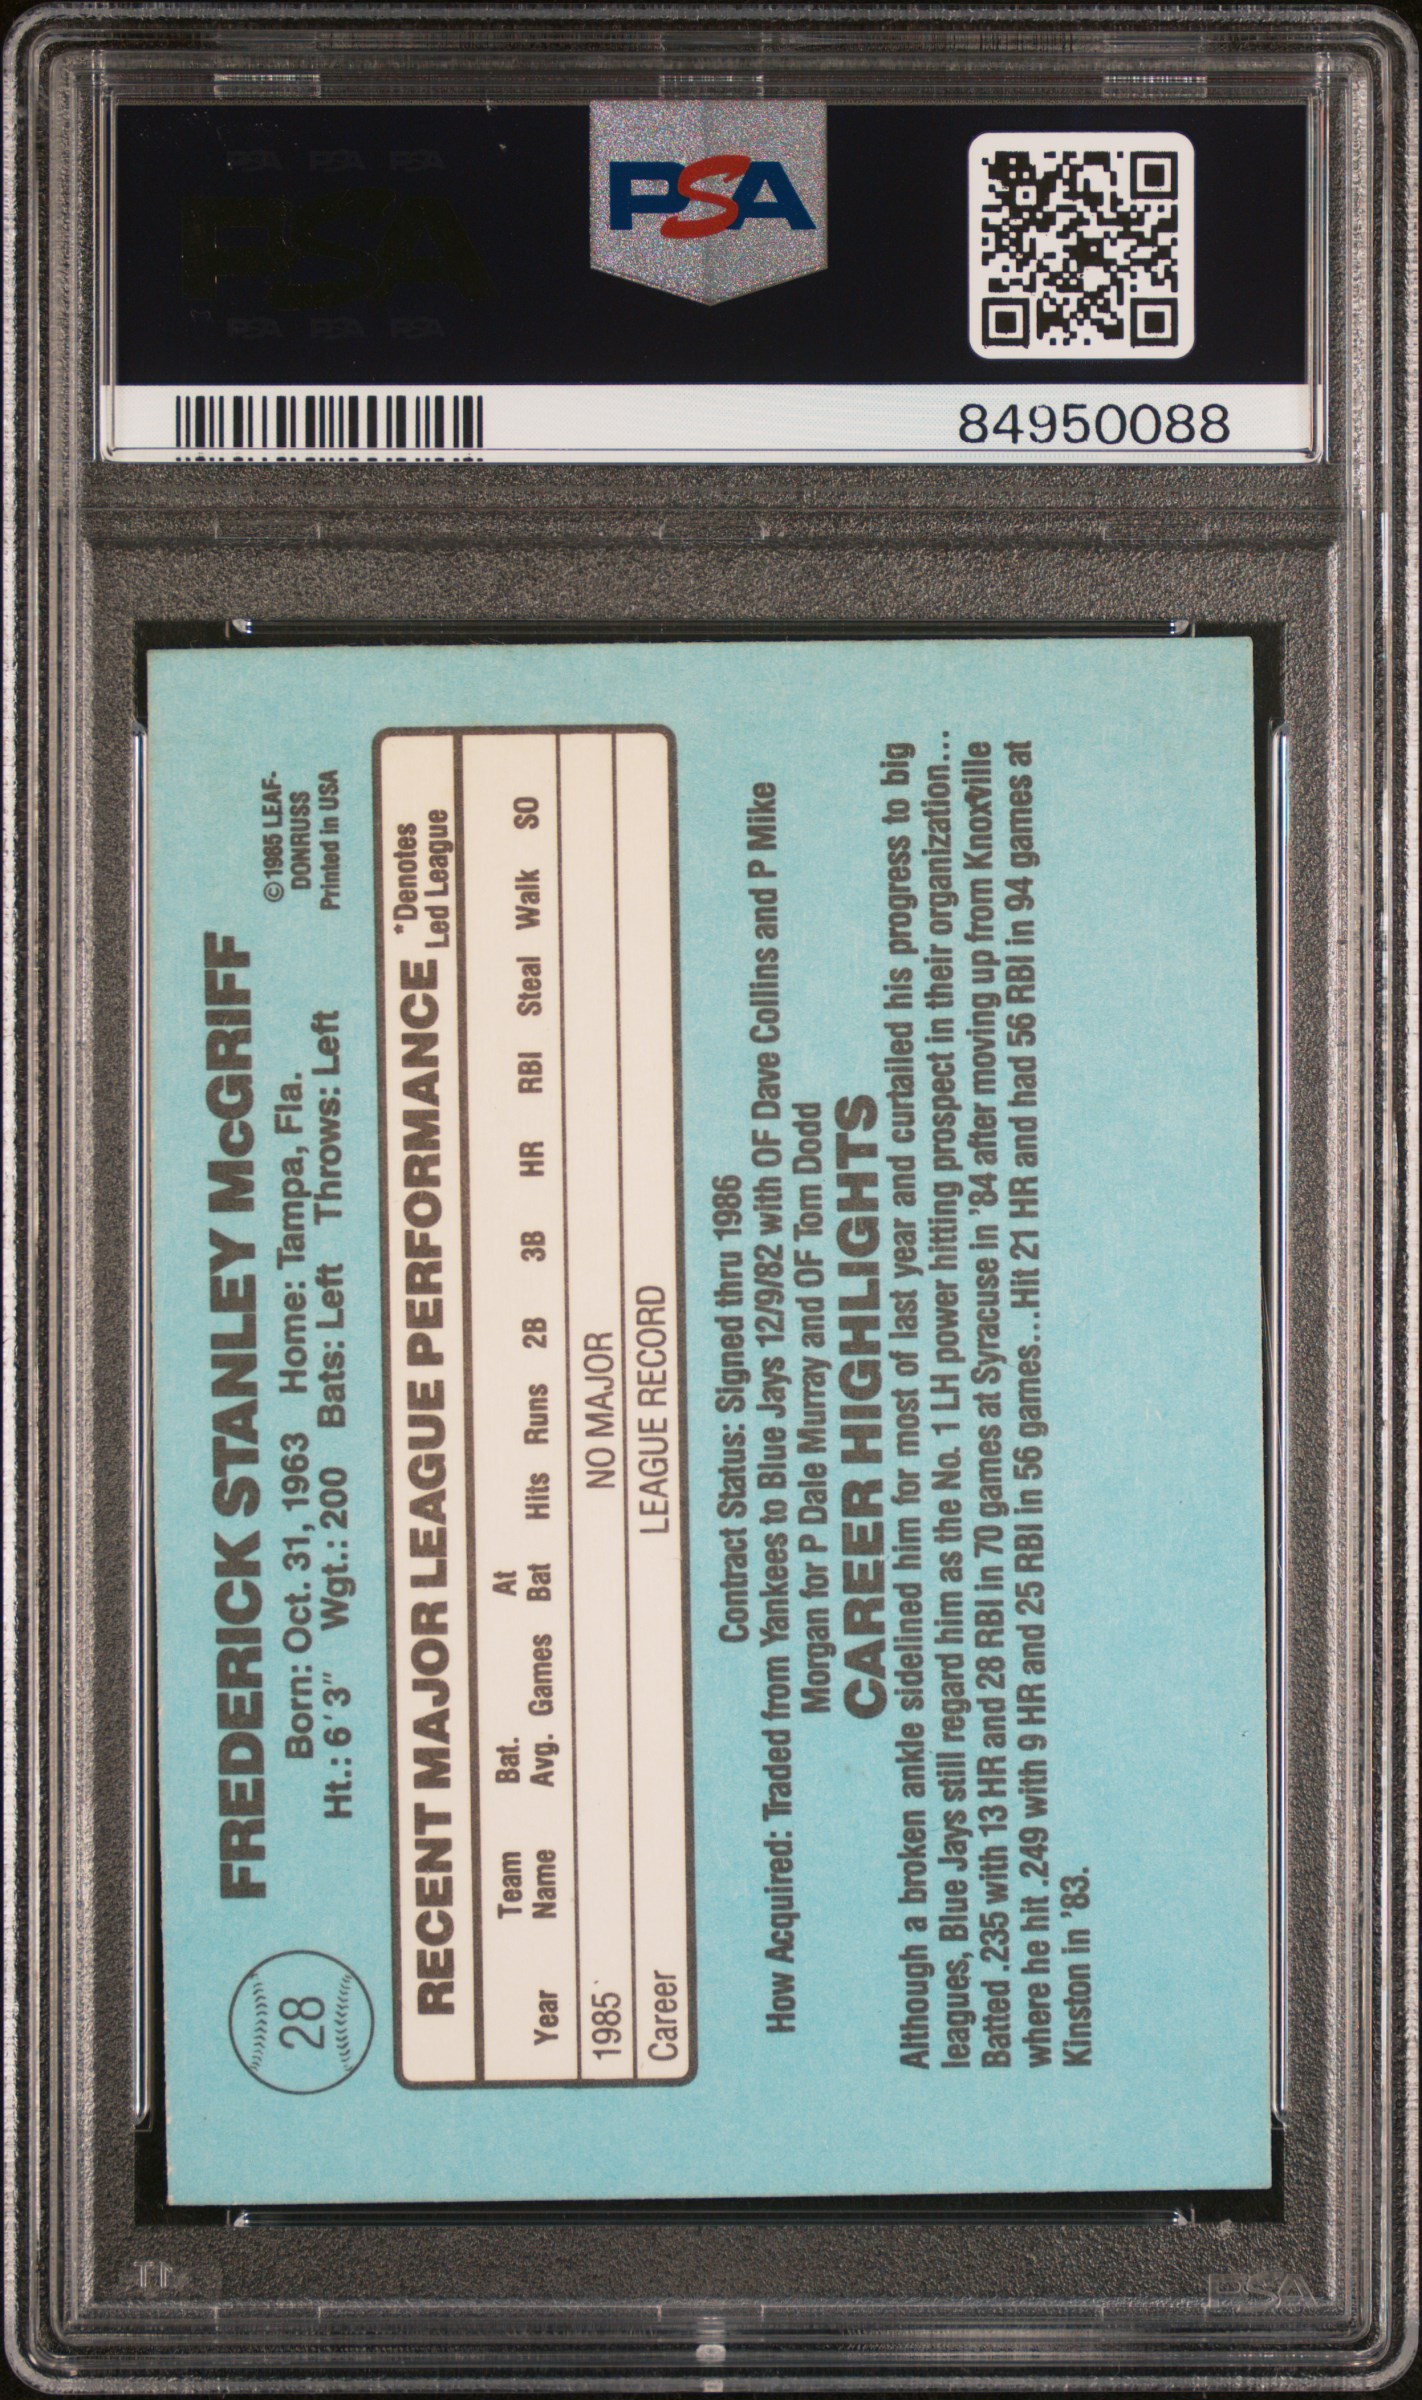 PSA
84950088
28
FREDERICK STANLEY McGRIFF
Born: Oct. 31, 1963 Home: Tampa, Fla.
Ht.: 6'3" Wgt.: 200 Bats: Left Throws: Left
©1985 LEAF-
DONRUSS
Printed in USA
RECENT MAJOR LEAGUE PERFORMANCE
*Denotes
Led League
Year Team Name Bat. Avg. Games At Bat Hits Runs 2B 3B HR RBI Steal Walk SO
1985 NO MAJOR
Career LEAGUE RECORD
Contract Status: Signed thru 1986
How Acquired: Traded from Yankees to Blue Jays 12/9/82 with OF Dave Collins and P Mike
Morgan for P Dale Murray and OF Tom Dodd
CAREER HIGHLIGHTS
Although a broken ankle sidelined him for most of last year and curtailed his progress to big
leagues, Blue Jays still regard him as the No. 1 LH power hitting prospect in their organization...
Batted .235 with 13 HR and 28 RBI in 70 games at Syracuse in '84 after moving up from Knoxville
where he hit .249 with 9 HR and 25 RBI in 56 games...Hit 21 HR and had 56 RBI in 94 games at
Kinston in '83.
PSA